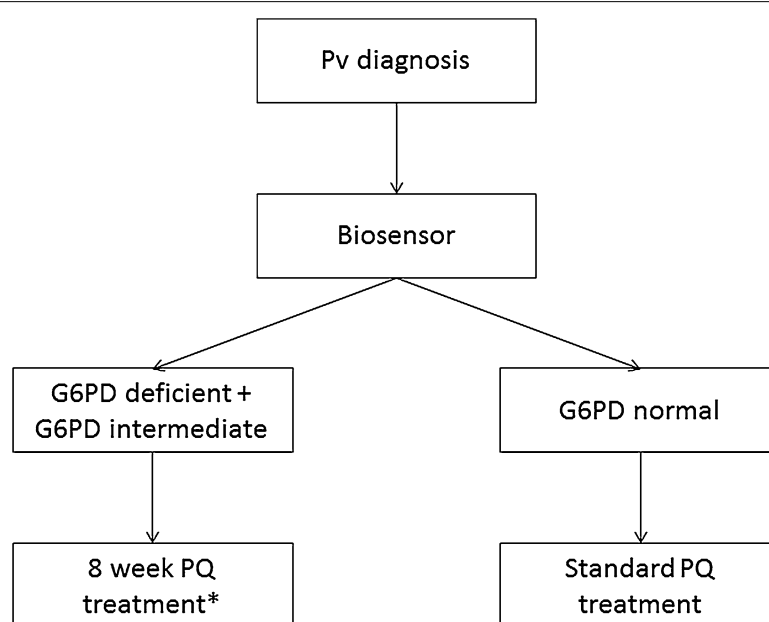 Pv diagnosis
Biosensor
G6PD deficient +
G6PD intermediate
G6PD normal
8 week PQ
treatment*
Standard PQ
treatment